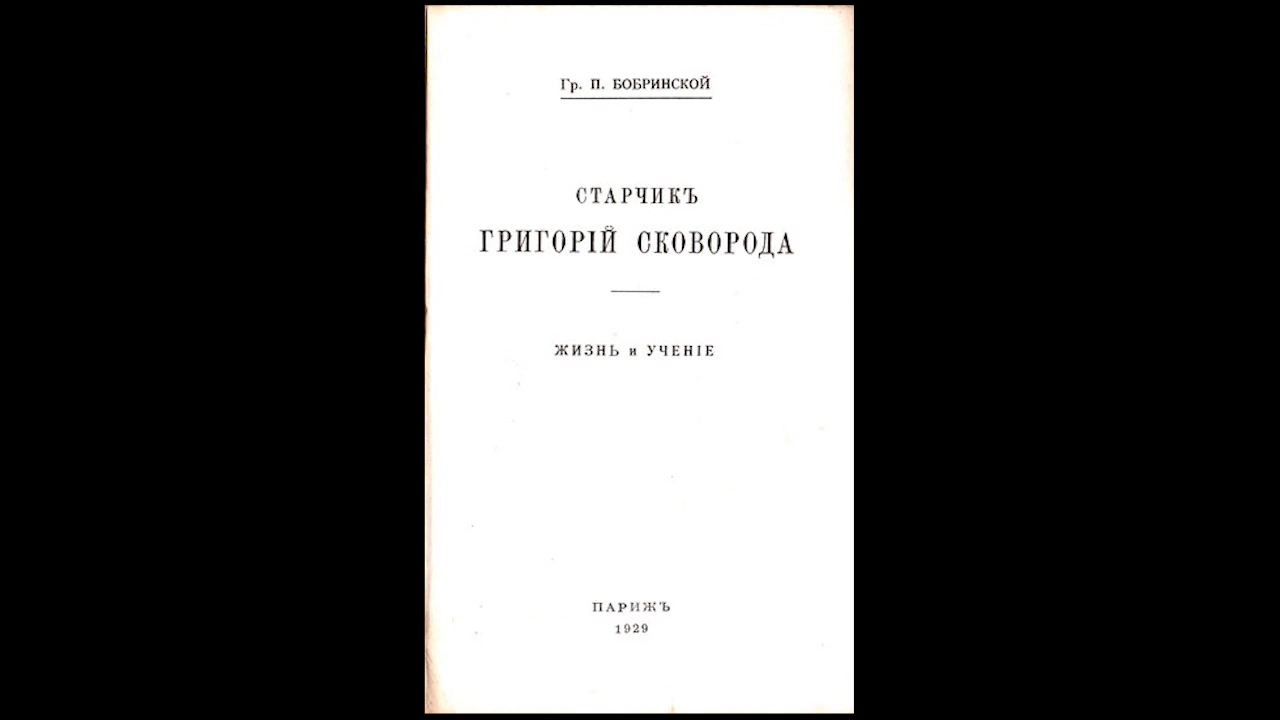 Гр. П. БОБРИНСКОЙ
СТАРЧИКЪ
ГРИГОРІЙ СКОВОРОДА
ЖИЗНЬ и УЧЕНІЕ
ПАРИЖЪ
1929